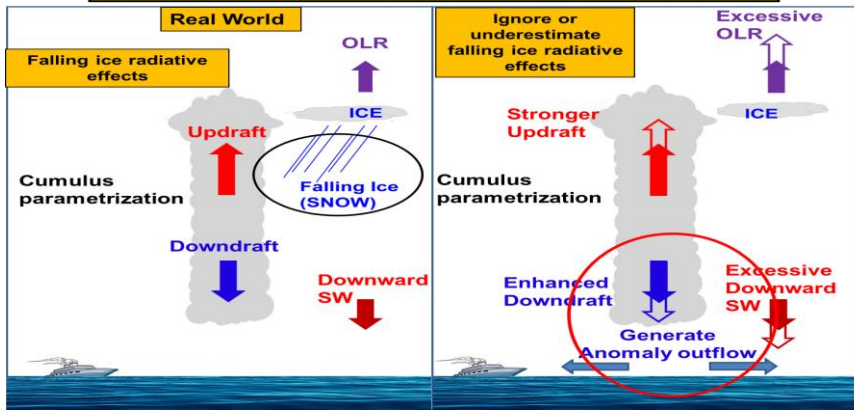 Real World
Falling ice radiative
effects
OLR
ICE
Updraft
Cumulus
parametrization
Falling Ice
(SNOW)
Downdraft
Downward
SW
Ignore or
underestimate
falling ice radiative
effects
Excessive
OLR
ICE
Stronger
Updraft
Cumulus
parametrization
Enhanced
Downdraft
Excessive
Downward
SW
Generate
Anomaly outflow